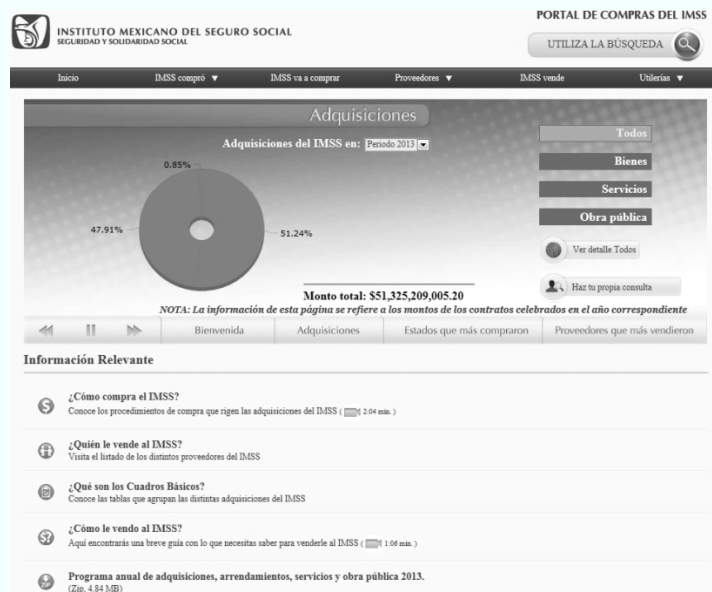 INSTITUTO MEXICANO DEL SEGURO SOCIAL
SEGURIDAD Y SOLIDARIDAD SOCIAL
PORTAL DE COMPRAS DEL IMSS
UTILIZA LA BÚSQUEDA
Inicio IMSS compró ▼ IMSS va a comprar Proveedores ▼ IMSS vende Utilerías ▼
Adquisiciones
Adquisiciones del IMSS en: Periodo 2013
Todos
Bienes
Servicios
Obra pública
0.85%
47.91%
51.24%
Ver detalle Todos
Haz tu propia consulta
Monto total: $51,325,209,005.20
NOTA: La información de esta página se refiere a los montos de los contratos celebrados en el año correspondiente
Bienvenida Adquisiciones Estados que más compraron Proveedores que más vendieron
Información Relevante
¿Cómo compra el IMSS?
Conoce los procedimientos de compra que rigen las adquisiciones del IMSS ( 2:04 min. )
¿Quién le vende al IMSS?
Visita el listado de los distintos proveedores del IMSS
¿Qué son los Cuadros Básicos?
Conoce las tablas que agrupan las distintas adquisiciones del IMSS
¿Cómo le vendo al IMSS?
Aquí encontrarás una breve guía con lo que necesitas saber para venderle al IMSS ( 1:06 min. )
Programa anual de adquisiciones, arrendamientos, servicios y obra pública 2013.
(Zip, 4.84 MB)